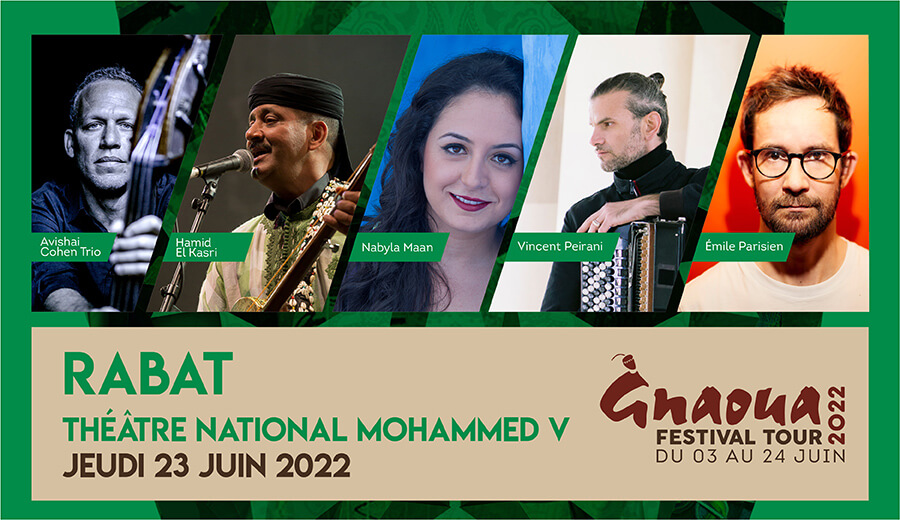 Avishai
Cohen Trio
Hamid
El Kasri
Nabyla Maan
Vincent Peirani
Émile Parisien
RABAT
THÉÂTRE NATIONAL MOHAMMED V
JEUDI 23 JUIN 2022
Gnaoua
FESTIVAL TOUR
2022
DU 03 AU 24 JUIN